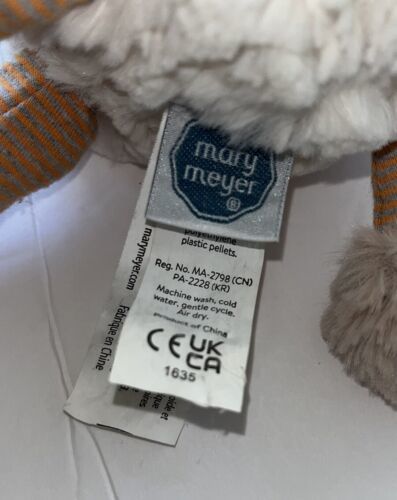 mary
meyer
®
polyethylene
plastic pellets.
Reg. No. MA-2798 (CN)
PA-2228 (KR)
Machine wash, cold
water, gentle cycle.
Air dry.
Product of China
CE UK
CA
1635
marymeyer.com
Fabriqué en Chine